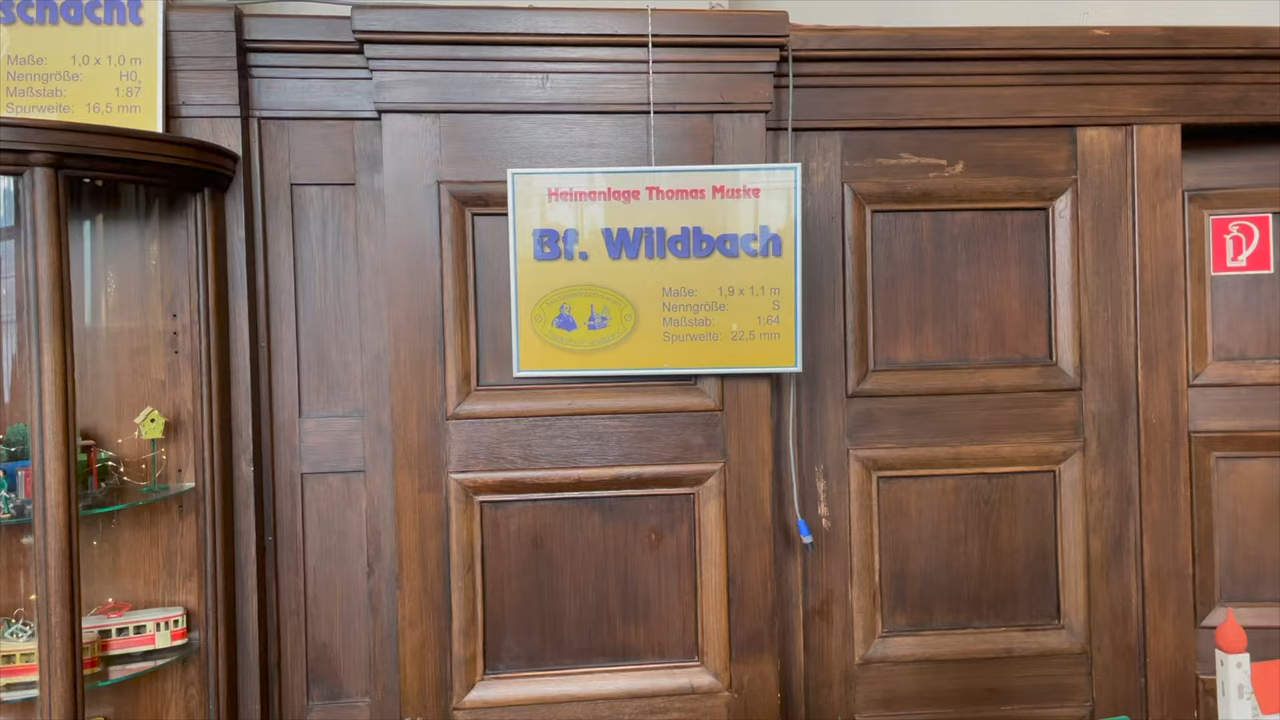 schacht
Maße: 1,0 x 1,0 m
Nenngröße: H0,
Maßstab: 1:87
Spurweite: 16,5 mm
Heimanlage Thomas Muske
Bf. Wildbach
Maße: 1,9 x 1,1 m
Nenngröße: S
Maßstab: 1:64
Spurweite: 22,5 mm